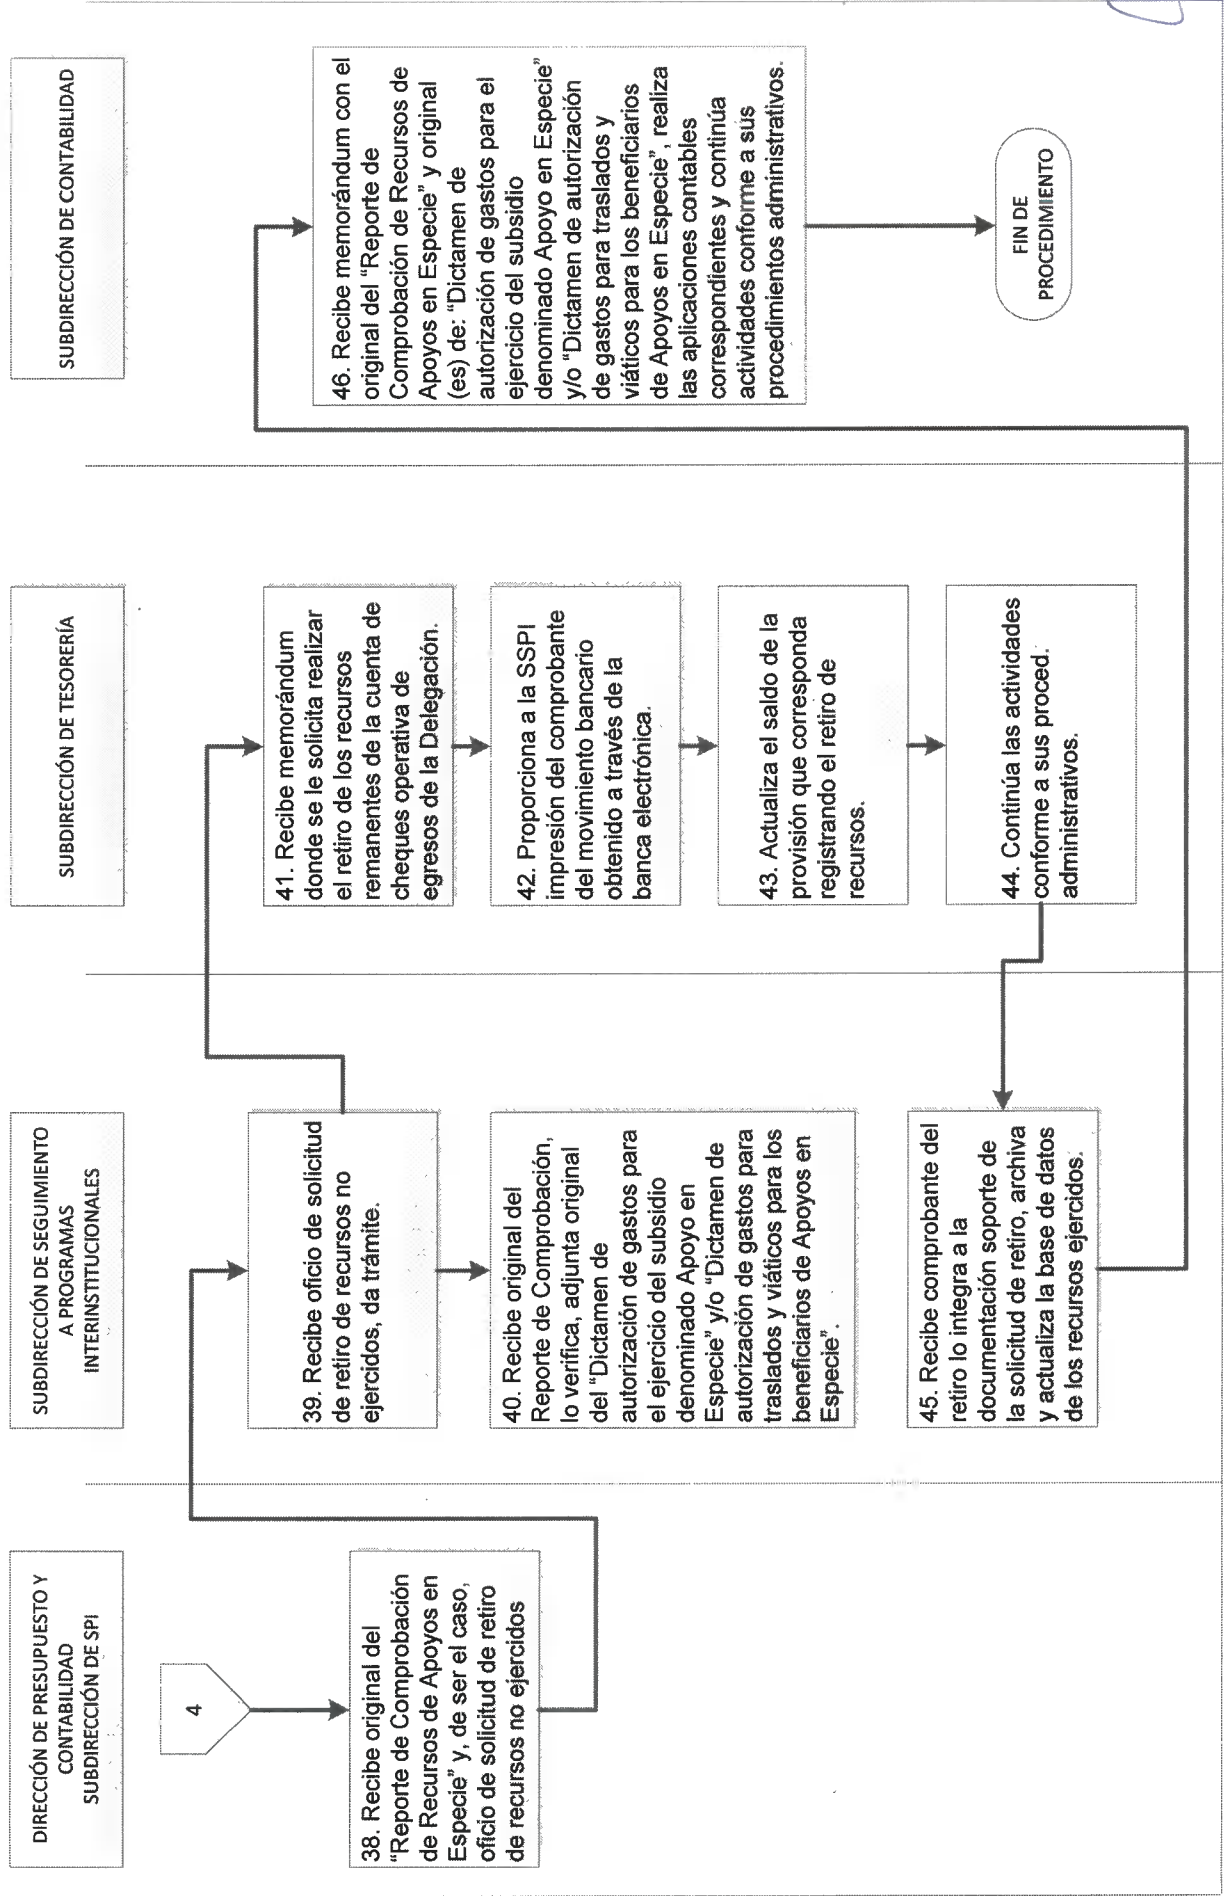 DIRECCIÓN DE PRESUPUESTO Y
CONTABILIDAD
SUBDIRECCIÓN DE SPI
4
38. Recibe original del
“Reporte de Comprobación
de Recursos de Apoyos en
Especie” y, de ser el caso,
oficio de solicitud de retiro
de recursos no ejercidos
SUBDIRECCIÓN DE SEGUIMIENTO
A PROGRAMAS
INTERINSTITUCIONALES
39. Recibe oficio de solicitud
de retiro de recursos no
ejercidos, da trámite.
40. Recibe original del
Reporte de Comprobación,
lo verifica, adjunta original
del “Dictamen de
autorización de gastos para
el ejercicio del subsidio
denominado Apoyo en
Especie” y/o “Dictamen de
autorización de gastos para
traslados y viáticos para los
beneficiarios de Apoyos en
Especie”.
45. Recibe comprobante del
retiro lo integra a la
documentación soporte de
la solicitud de retiro, archiva
y actualiza la base de datos
de los recursos ejercidos.
SUBDIRECCIÓN DE TESORERÍA
41. Recibe memorándum
donde se le solicita realizar
el retiro de los recursos
remanentes de la cuenta de
cheques operativa de
egresos de la Delegación.
42. Proporciona a la SSPI
impresión del comprobante
del movimiento bancario
obtenido a través de la
banca electrónica.
43. Actualiza el saldo de la
provisión que corresponda
registrando el retiro de
recursos.
44. Continúa las actividades
conforme a sus proced.
administrativos.
SUBDIRECCIÓN DE CONTABILIDAD
46. Recibe memorándum con el
original del “Reporte de
Comprobación de Recursos de
Apoyos en Especie” y original
(es) de: “Dictamen de
autorización de gastos para el
ejercicio del subsidio
denominado Apoyo en Especie”
y/o “Dictamen de autorización
de gastos para traslados y
viáticos para los beneficiarios
de Apoyos en Especie”, realiza
las aplicaciones contables
correspondientes y continúa
actividades conforme a sus
procedimientos administrativos.
FIN DE
PROCEDIMIENTO